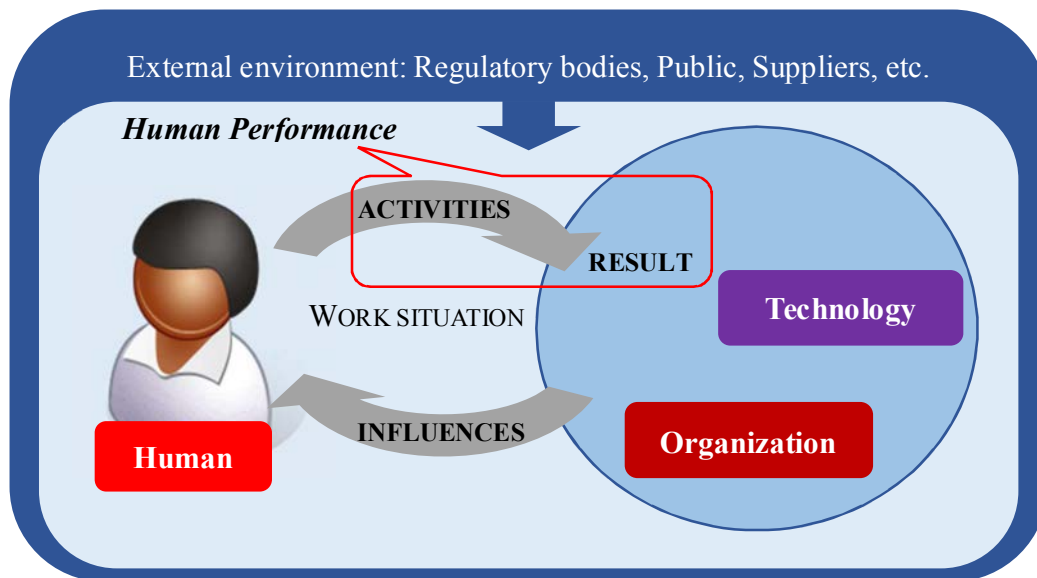 External environment: Regulatory bodies, Public, Suppliers, etc.
Human Performance
ACTIVITIES
RESULT
Technology
WORK SITUATION
INFLUENCES
Organization
Human